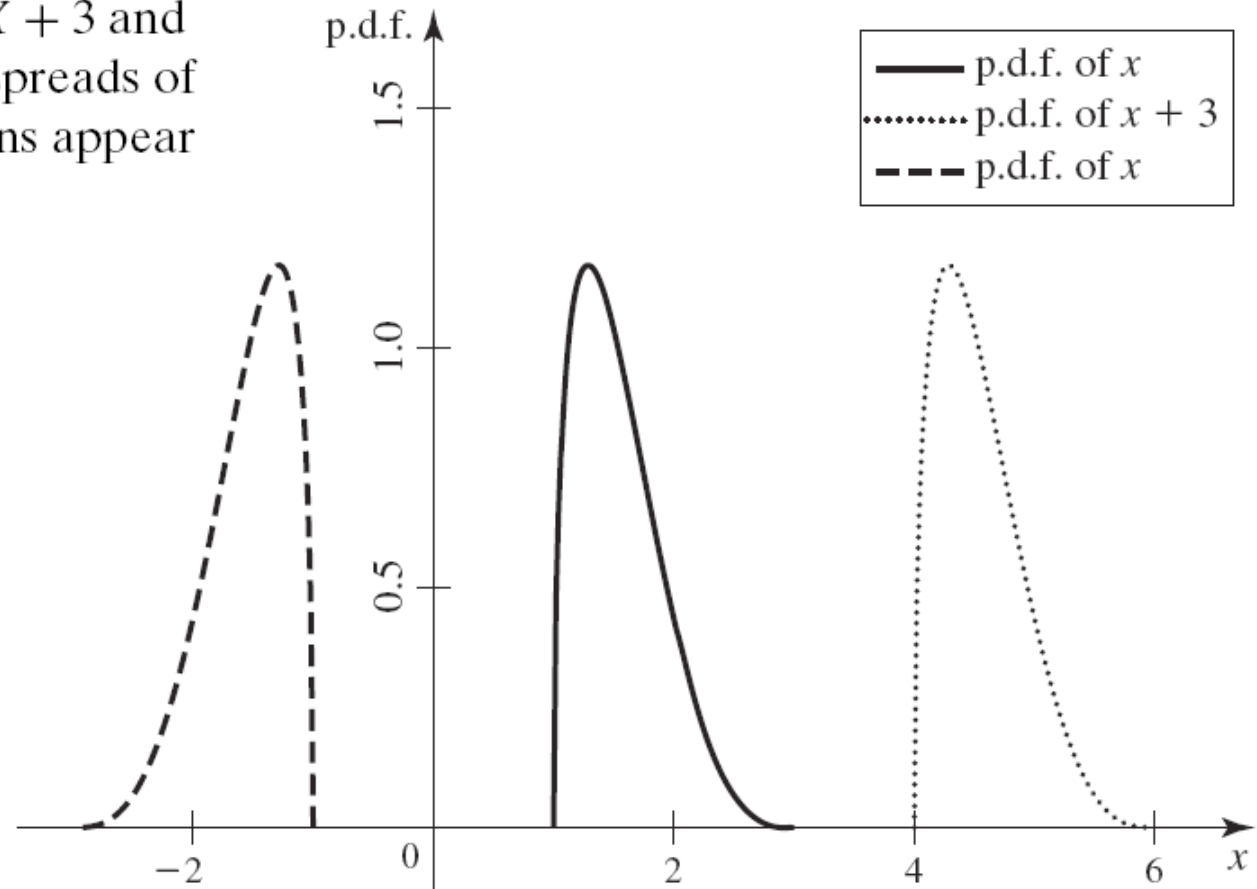 + 3 and
preads of
ns appear
p.d.f.
1.5
1.0
0.5
p.d.f. of x
p.d.f. of x + 3
p.d.f. of x
−2
0
2
4
6
x